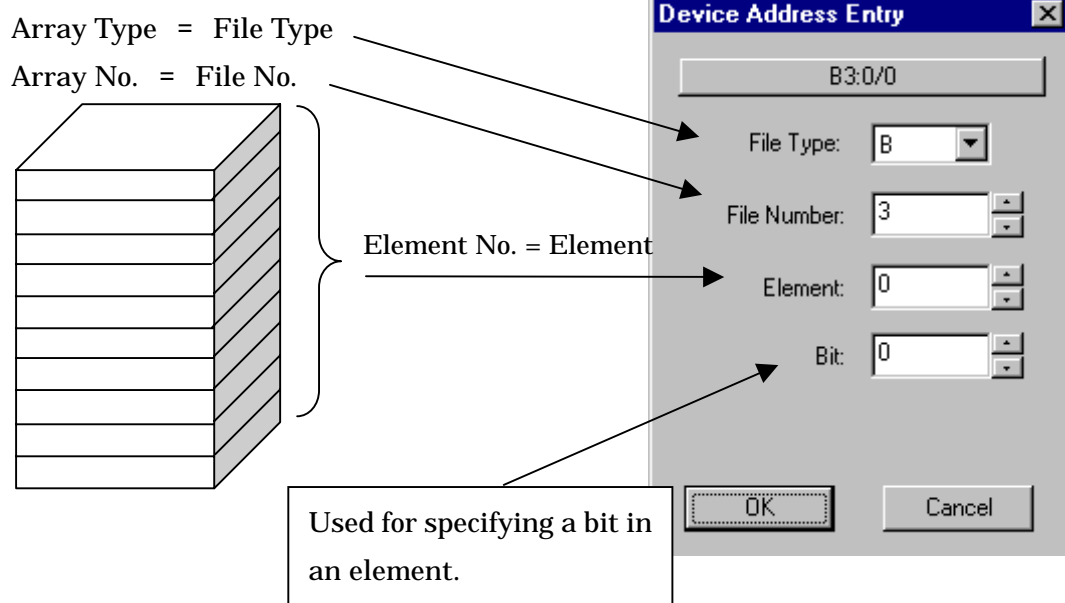 Array Type = File Type
Array No. = File No.
Element No. = Element
Used for specifying a bit in
an element.
Device Address Entry
B3:0/0
File Type: B
File Number: 3
Element: 0
Bit: 0
OK Cancel